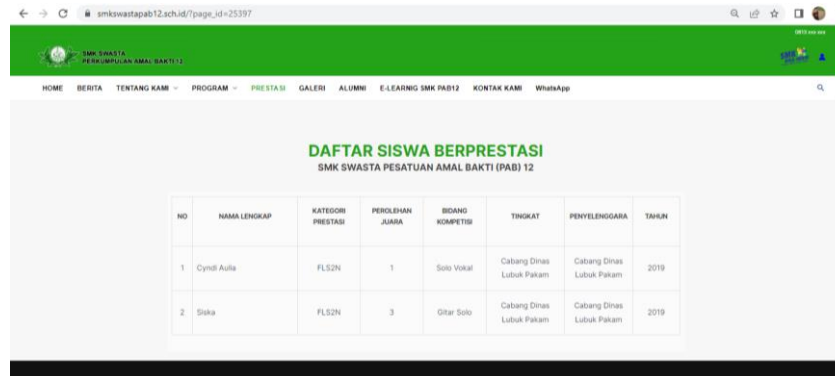 smkswastapab12.sch.id/?page_id=25397
SMK SWASTA
PERKUMPULAN AMAL BAKTI 12
HOME BERITA TENTANG KAMI PROGRAM PRESTASI GALERI ALUMNI E-LEARNIG SMK PAB12 KONTAK KAMI WhatsApp
DAFTAR SISWA BERPRESTASI
SMK SWASTA PESATUAN AMAL BAKTI (PAB) 12
NO NAMA LENGKAP KATEGORI PRESTASI PEROLEHAN JUARA BIDANG KOMPETISI TINGKAT PENYELENGGARA TAHUN
1 Cyndi Aulia FLS2N 1 Solo Vokal Cabang Dinas Lubuk Pakam Cabang Dinas Lubuk Pakam 2019
2 Siska FLS2N 3 Gitar Solo Cabang Dinas Lubuk Pakam Cabang Dinas Lubuk Pakam 2019